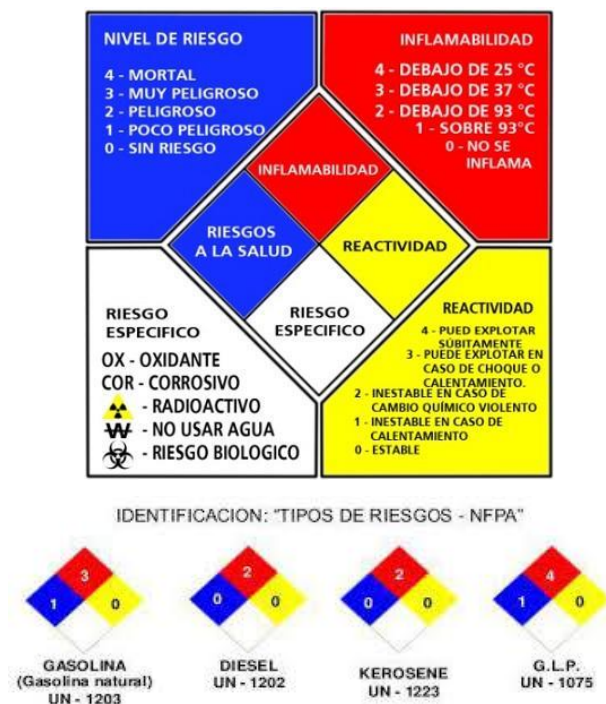 NIVEL DE RIESGO
4 - MORTAL
3 - MUY PELIGROSO
2 - PELIGROSO
1 - POCO PELIGROSO
0 - SIN RIESGO
INFLAMABILIDAD
4 - DEBAJO DE 25 °C
3 - DEBAJO DE 37 °C
2 - DEBAJO DE 93 °C
1 - SOBRE 93°C
0 - NO SE
INFLAMA
INFLAMABILIDAD
RIESGOS
A LA SALUD
REACTIVIDAD
RIESGO
ESPECIFICO
RIESGO
ESPECIFICO
OX - OXIDANTE
COR - CORROSIVO
- RADIOACTIVO
W - NO USAR AGUA
- RIESGO BIOLOGICO
REACTIVIDAD
4 - PUED EXPLOTAR
SÚBITAMENTE
3 - PUEDE EXPLOTAR EN
CASO DE CHOQUE O
CALENTAMIENTO.
2 - INESTABLE EN CASO DE
CAMBIO QUÍMICO VIOLENTO
1 - INESTABLE EN CASO DE
CALENTAMIENTO
0 - ESTABLE
IDENTIFICACION: "TIPOS DE RIESGOS - NFPA"
3
1 0
GASOLINA
(Gasolina natural)
UN - 1203
2
0 0
DIESEL
UN - 1202
2
0 0
KEROSENE
UN - 1223
4
1 0
G.L.P.
UN - 1075